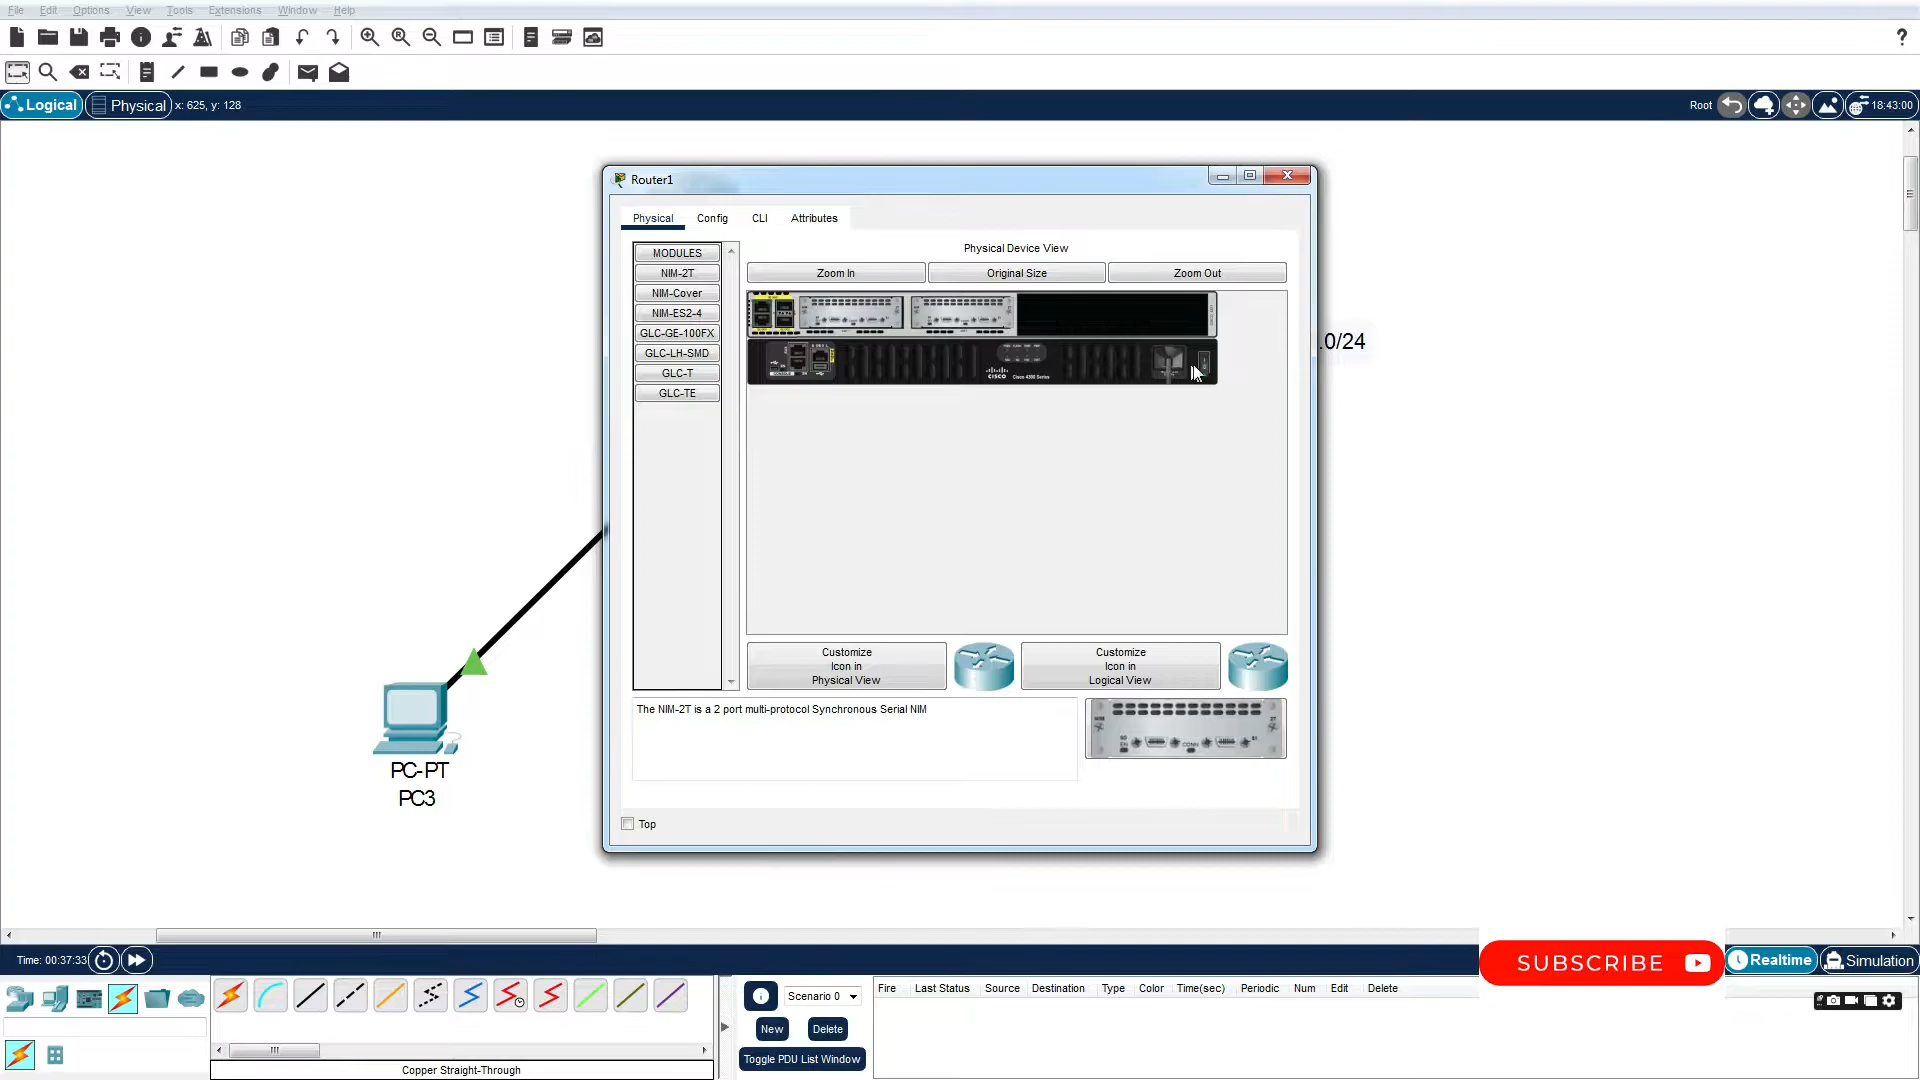 File Edit Options View Tools Extensions Window Help
?
Logical Physical x: 625, y: 128 Root 18:43:00
Router1
Physical Config CLI Attributes
MODULES
NIM-2T
NIM-Cover
NIM-ES2-4
GLC-GE-100FX
GLC-LH-SMD
GLC-T
GLC-TE
Physical Device View
Zoom In Original Size Zoom Out
CISCO Cisco 4300 Series
.0/24
Customize
Icon in
Physical View
Customize
Icon in
Logical View
The NIM-2T is a 2 port multi-protocol Synchronous Serial NIM
Top
PC-PT
PC3
Time: 00:37:33
SUBSCRIBE
Realtime Simulation
Scenario 0
New Delete
Toggle PDU List Window
Fire Last Status Source Destination Type Color Time(sec) Periodic Num Edit Delete
Copper Straight-Through